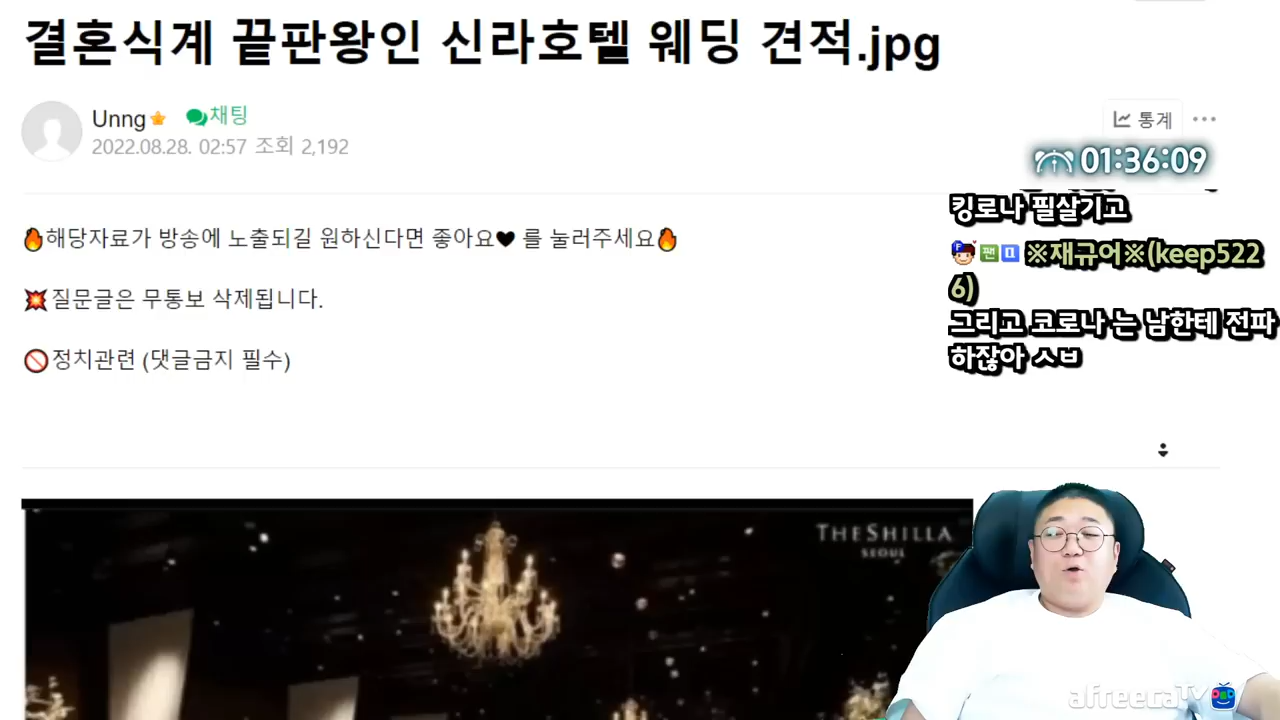 결혼식계 끝판왕인 신라호텔 웨딩 견적.jpg
Unng 채팅
2022.08.28. 02:57 조회 2,192
통계
01:36:09
킹로나 필살기고
해당자료가 방송에 노출되길 원하신다면 좋아요 를 눌러주세요
팬 ※재규어※(keep522
6)
질문글은 무통보 삭제됩니다.
그리고 코로나 는 남한테 전파
하잖아 ㅅㅂ
정치관련 (댓글금지 필수)
THE SHILLA
SEOUL
afreecaTV